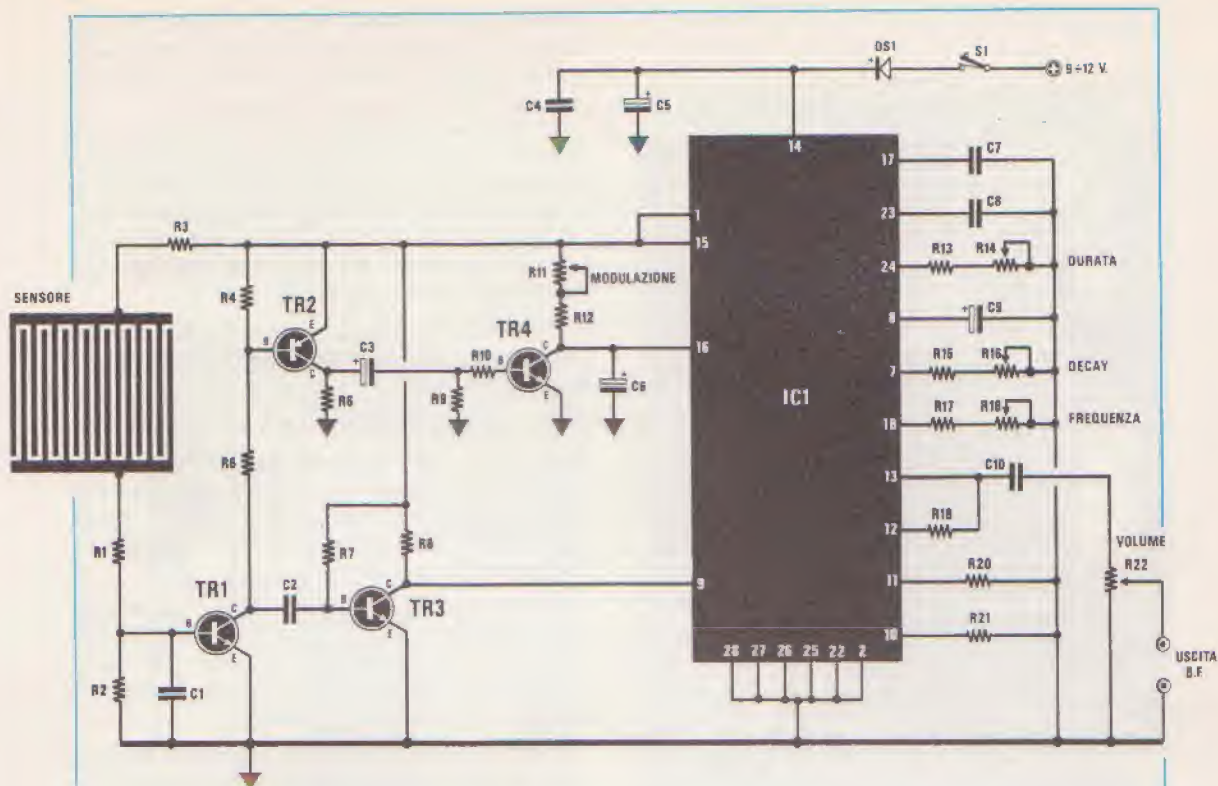 DS1
S1
9÷12 V.
C4
C5
14
17
C7
1
23
C8
R3
15
R13
R14
24
DURATA
R11
MODULAZIONE
SENSORE
R4
TR2
E
B
C
C3
R12
TR4
8
C9
R10
B
C
E
16
R15
R16
7
DECAY
R5
R9
C6
IC1
R17
R18
18
FREQUENZA
R6
13
C10
R7
R8
R18
12
VOLUME
R1
TR1
C2
TR3
9
11
R20
R22
B
C
E
B
C
E
R21
10
R2
C1
28 27 26 25 22 2
USCITA
B.F.